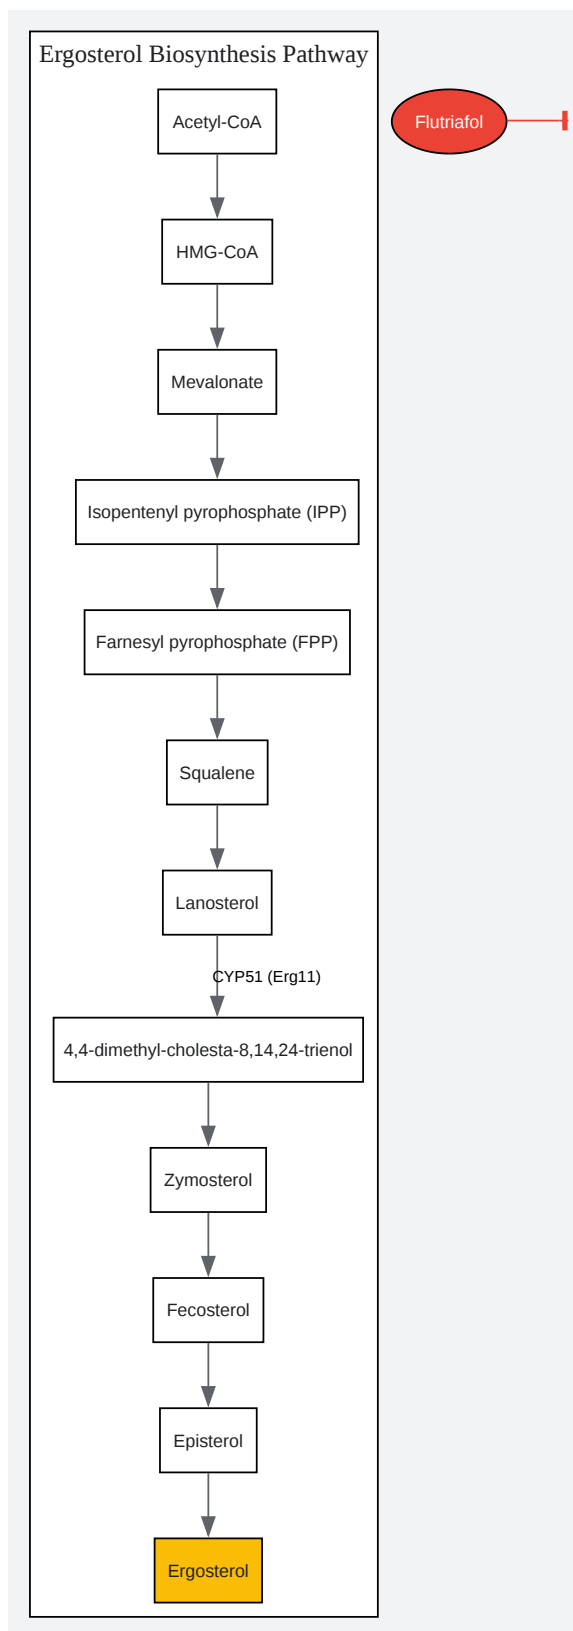 Ergosterol Biosynthesis Pathway
Acetyl-CoA
Flutriafol
HMG-CoA
Mevalonate
Isopentenyl pyrophosphate (IPP)
Farnesyl pyrophosphate (FPP)
Squalene
Lanosterol
CYP51 (Erg11)
4,4-dimethyl-cholesta-8,14,24-trienol
Zymosterol
Fecosterol
Episterol
Ergosterol